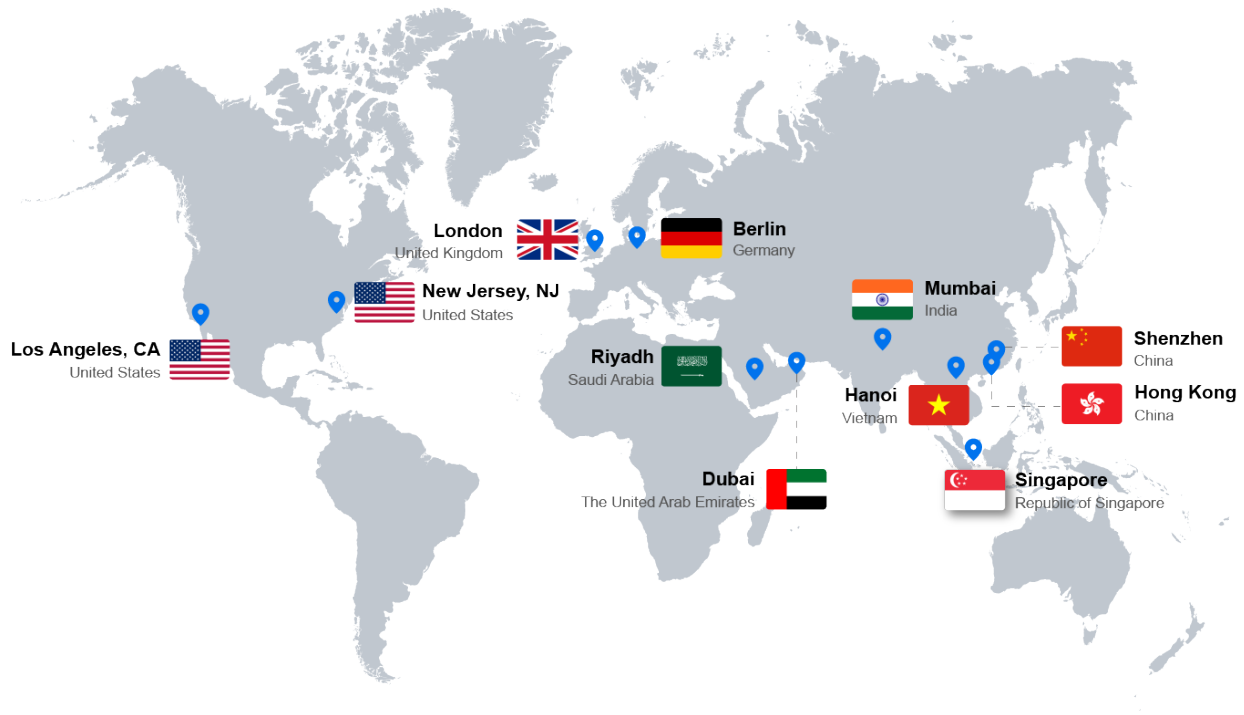 London
United Kingdom
Berlin
Germany
New Jersey, NJ
United States
Los Angeles, CA
United States
Mumbai
India
Shenzhen
China
Riyadh
Saudi Arabia
Hanoi
Vietnam
Hong Kong
China
Dubai
The United Arab Emirates
Singapore
Republic of Singapore